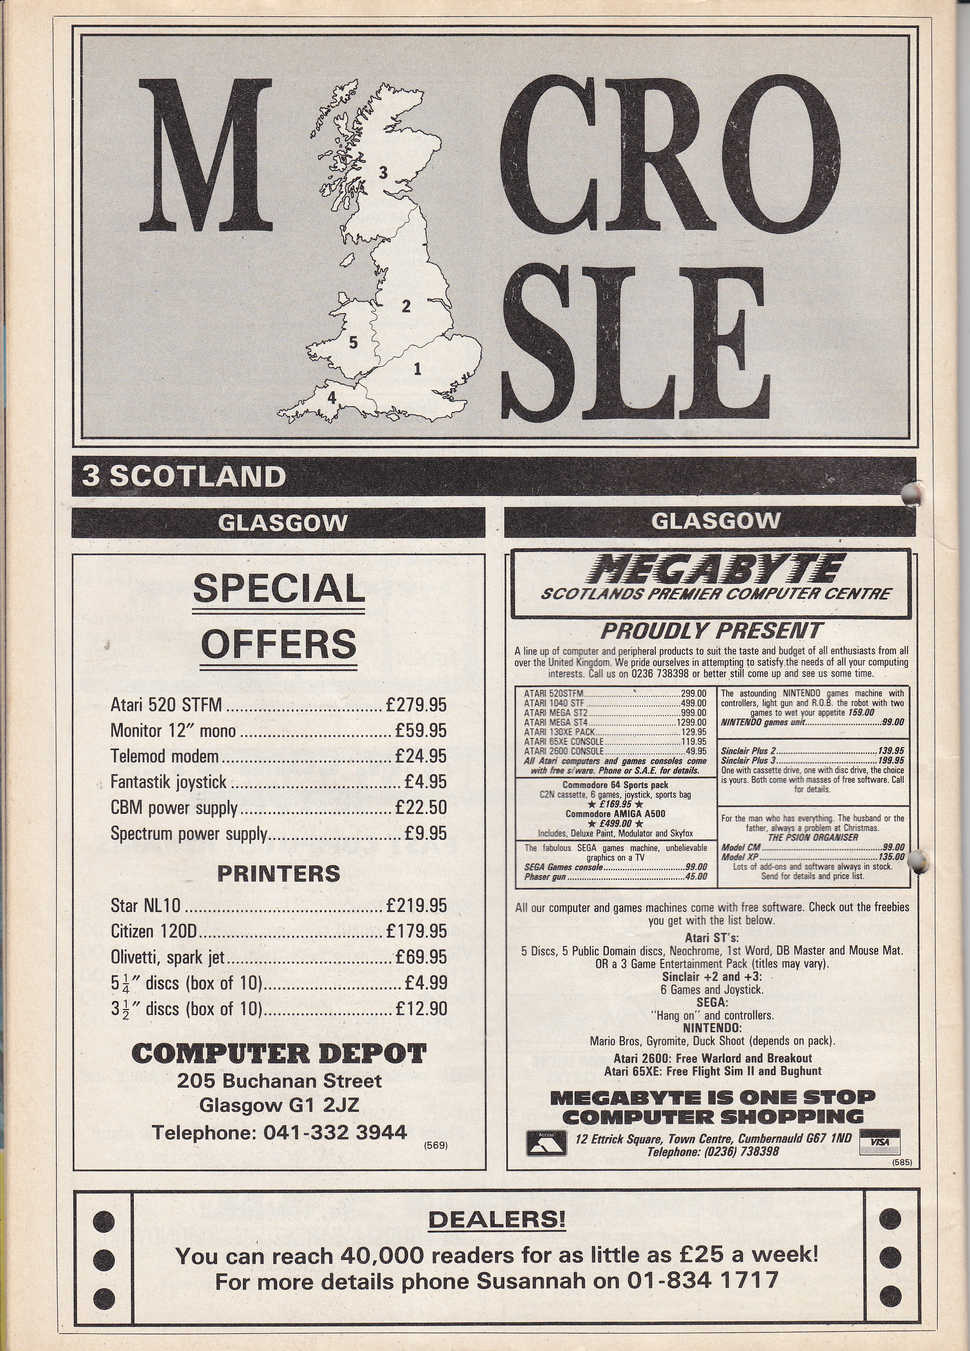 M CRO
SLE
3
2
5
1
4
3 SCOTLAND
GLASGOW
SPECIAL
OFFERS
Atari 520 STFM ............................ £279.95
Monitor 12″ mono ........................... £59.95
Telemod modem ............................... £24.95
Fantastik joystick ............................... £4.95
CBM power supply ........................... £22.50
Spectrum power supply........................ £9.95
PRINTERS
Star NL10 ................................... £219.95
Citizen 120D................................. £179.95
Olivetti, spark jet.............................. £69.95
5¼″ discs (box of 10)......................... £4.99
3½″ discs (box of 10)....................... £12.90
COMPUTER DEPOT
205 Buchanan Street
Glasgow G1 2JZ
Telephone: 041-332 3944
(569)
GLASGOW
MEGABYTE
SCOTLANDS PREMIER COMPUTER CENTRE
PROUDLY PRESENT
A line up of computer and peripheral products to suit the taste and budget of all enthusiasts from all
over the United Kingdom. We pride ourselves in attempting to satisfy the needs of all your computing
interests. Call us on 0236 738398 or better still come up and see us some time.
ATARI 520STFM............................299.00
ATARI 1040 STF ...........................499.00
ATARI MEGA ST2...........................999.00
ATARI MEGA ST4..........................1299.00
ATARI 130XE PACK.........................129.95
ATARI 65XE CONSOLE.......................119.95
ATARI 2600 CONSOLE........................49.95
All Atari computers and games consoles come
with free s/ware. Phone or S.A.E. for details.
Commodore 64 Sports pack
C2N cassette, 6 games, joystick, sports bag
★ £169.95 ★
Commodore AMIGA A500
★ £499.00 ★
Includes, Deluxe Paint, Modulator and Skyfox
The fabulous SEGA games machine, unbelievable
graphics on a TV
SEGA Games console..........................99.00
Phaser gun..................................45.00
The astounding NINTENDO games machine with
controllers, light gun and R.O.B. the robot with two
games to wet your appetite 159.00
NINTENDO games unit.........................99.00
Sinclair Plus 2............................139.95
Sinclair Plus 3............................199.95
One with cassette drive, one with disc drive, the choice
is yours. Both come with masses of free software. Call
for details.
For the man who has everything. The husband or the
father, always a problem at Christmas.
THE PSION ORGANISER
Model CM ...................................99.00
Model XP...................................135.00
Lots of add-ons and software always in stock.
Send for details and price list.
All our computer and games machines come with free software. Check out the freebies
you get with the list below.
Atari ST's:
5 Discs, 5 Public Domain discs, Neochrome, 1st Word, DB Master and Mouse Mat.
OR a 3 Game Entertainment Pack (titles may vary).
Sinclair +2 and +3:
6 Games and Joystick.
SEGA:
"Hang on" and controllers.
NINTENDO:
Mario Bros, Gyromite, Duck Shoot (depends on pack).
Atari 2600: Free Warlord and Breakout
Atari 65XE: Free Flight Sim II and Bughunt
MEGABYTE IS ONE STOP
COMPUTER SHOPPING
Access
12 Ettrick Square, Town Centre, Cumbernauld G67 1ND
Telephone: (0236) 738398
VISA
(585)
DEALERS!
You can reach 40,000 readers for as little as £25 a week!
For more details phone Susannah on 01-834 1717